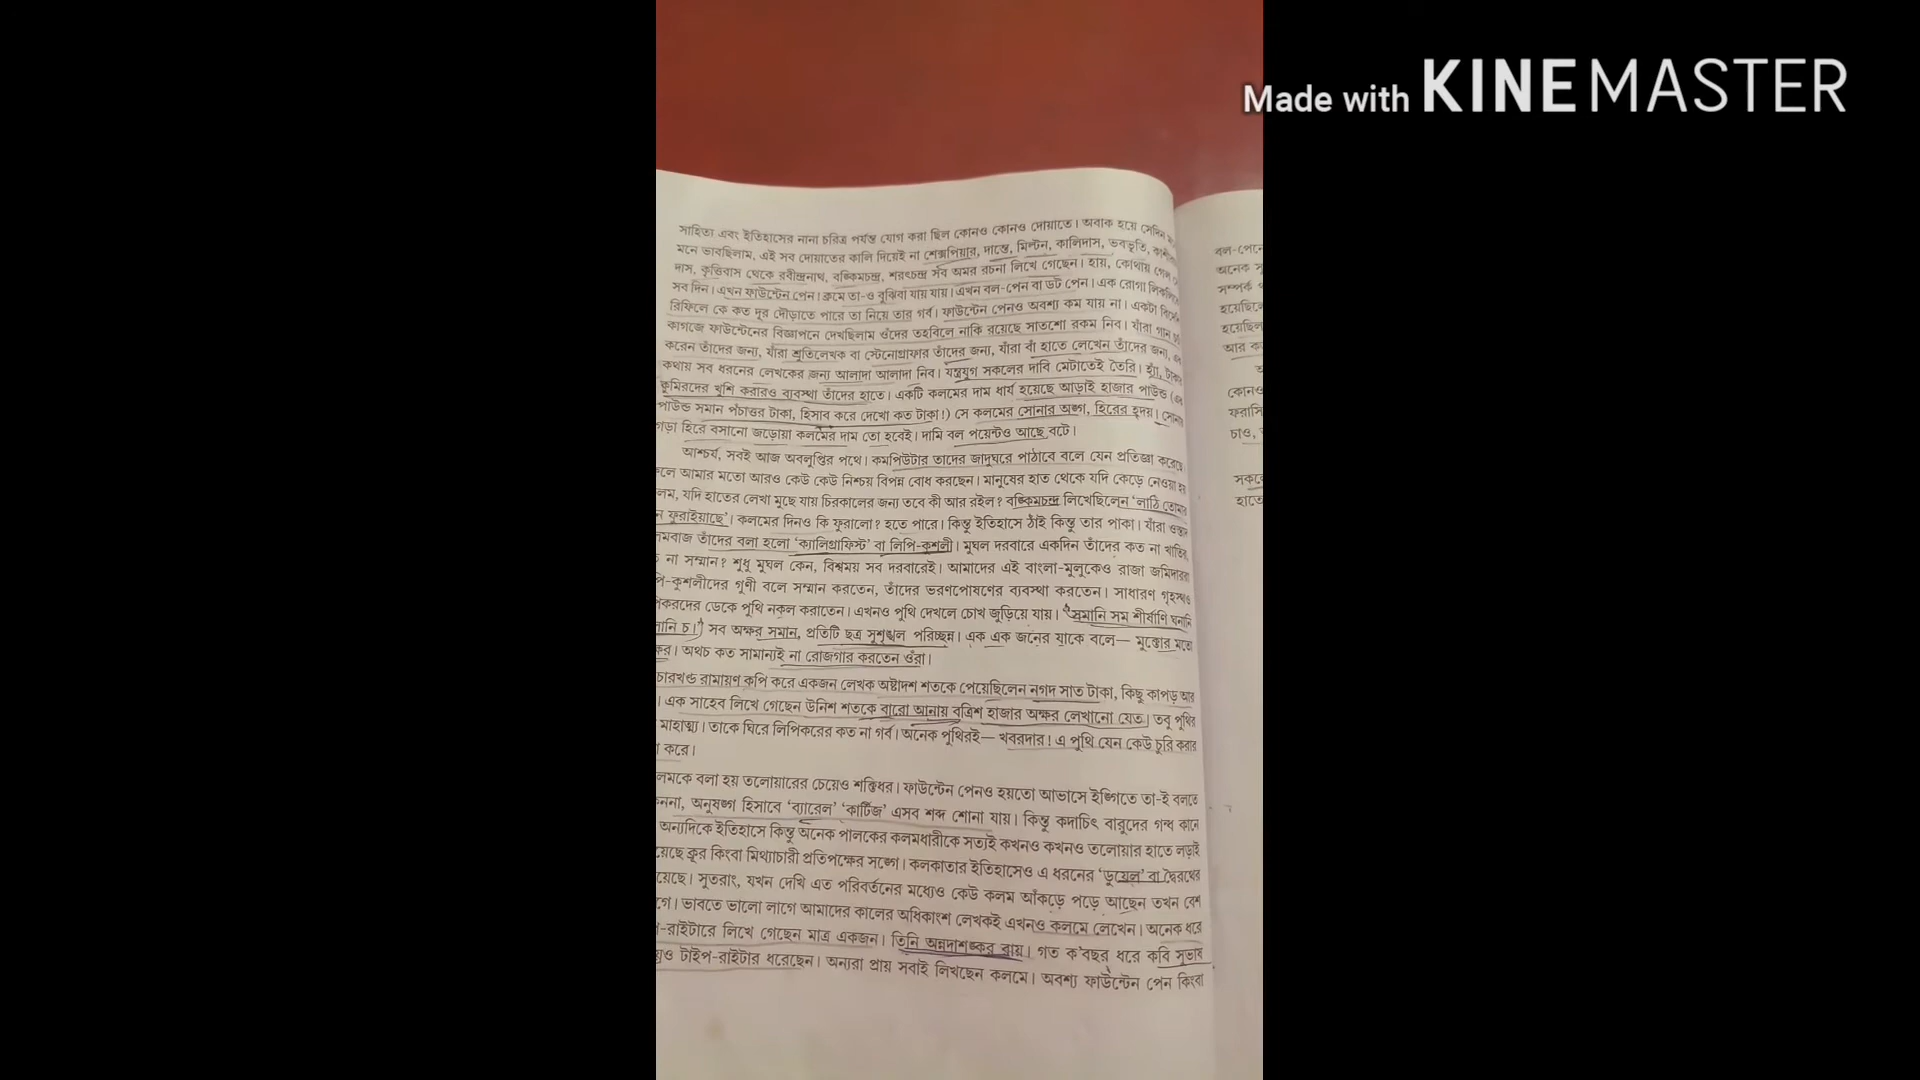 Made with KINEMASTER
সাহিত্য এবং ইতিহাসের নানা চরিত্র পর্যন্ত যোগ করা ছিল কোনও কোনও দোয়াতে। অবাক হয়ে সেদিন
মনে ভাবছিলাম, এই সব দোয়াতের কালি দিয়েই না শেক্সপিয়ার, দান্তে, মিল্টন, কালিদাস, ভবভূতি,
দাস, কৃত্তিবাস থেকে রবীন্দ্রনাথ, বঙ্কিমচন্দ্র, শরৎচন্দ্র সব অমর রচনা লিখে গেছেন। হায়, কোথায় গেল
সব দিন। এখন ফাউন্টেন পেন। ক্রমে তা-ও বুঝিবা যায় যায়। এখন বল-পেন বা ডট পেন। এক রোগা
রিফিলে কে কত দূর দৌড়াতে পারে তা নিয়ে তার গর্ব। ফাউন্টেন পেনও অবশ্য কম যায় না। একটা
কাগজে ফাউন্টেনের বিজ্ঞাপনে দেখছিলাম ওঁদের তহবিলে নাকি রয়েছে সাতশো রকম নিব। যাঁরা গান
করেন তাঁদের জন্য, যাঁরা শ্রুতিলেখক বা স্টেনোগ্রাফার তাঁদের জন্য, যাঁরা বাঁ হাতে লেখেন তাঁদের জন্য,
কথায় সব ধরনের লেখকের জন্য আলাদা আলাদা নিব। যন্ত্রযুগ সকলের দাবি মেটাতেই তৈরি। হ্যাঁ,
কুমিরদের খুশি করারও ব্যবস্থা তাঁদের হাতে। একটি কলমের দাম ধার্য হয়েছে আড়াই হাজার পাউন্ড
পাউন্ড সমান পঁচাত্তর টাকা, হিসাব করে দেখো কত টাকা!) সে কলমের সোনার অঙ্গ, হিরের হৃদয়।
হিরে বসানো জড়োয়া কলমের দাম তো হবেই। দামি বল পয়েন্টও আছে বটে।
আশ্চর্য, সবই আজ অবলুপ্তির পথে। কমপিউটার তাদের জাদুঘরে পাঠাবে বলে যেন প্রতিজ্ঞা করেছে।
আমার মতো আরও কেউ কেউ নিশ্চয় বিপন্ন বোধ করছেন। মানুষের হাত থেকে যদি কেড়ে নেওয়া হয়
যদি হাতের লেখা মুছে যায় চিরকালের জন্য তবে কী আর রইল? বঙ্কিমচন্দ্র লিখেছিলেন ‘লাঠি তোমার
ফুরাইয়াছে’। কলমের দিনও কি ফুরালো? হতে পারে। কিন্তু ইতিহাসে ঠাঁই কিন্তু তার পাকা। যাঁরা ওস্তাদ
তাঁদের বলা হলো ‘ক্যালিগ্রাফিস্ট’ বা লিপি-কুশলী। মুঘল দরবারে একদিন তাঁদের কত না খাতির,
না সম্মান? শুধু মুঘল কেন, বিশ্বময় সব দরবারেই। আমাদের এই বাংলা-মুলুকেও রাজা জমিদাররা
পি-কুশলীদের গুণী বলে সম্মান করতেন, তাঁদের ভরণপোষণের ব্যবস্থা করতেন। সাধারণ গৃহস্থও
পিকরদের ডেকে পুথি নকল করাতেন। এখনও পুথি দেখলে চোখ জুড়িয়ে যায়। ‘সমানি সম শীর্ষাণি ঘনানি
চ।’ সব অক্ষর সমান, প্রতিটি ছত্র সুশৃঙ্খল পরিচ্ছন্ন। এক এক জনের যাকে বলে— মুক্তোর মতো
অথচ কত সামান্যই না রোজগার করতেন ওঁরা।
চারখন্ড রামায়ণ কপি করে একজন লেখক অষ্টাদশ শতকে পেয়েছিলেন নগদ সাত টাকা, কিছু কাপড় আর
। এক সাহেব লিখে গেছেন উনিশ শতকে বারো আনায় বত্রিশ হাজার অক্ষর লেখানো যেত। তবু পুথির
মাহাত্ম্য। তাকে ঘিরে লিপিকরের কত না গর্ব। অনেক পুথিরই— খবরদার! এ পুথি যেন কেউ চুরি করার
করে।
লমকে বলা হয় তলোয়ারের চেয়েও শক্তিধর। ফাউন্টেন পেনও হয়তো আভাসে ইঙ্গিতে তা-ই বলতে
অনুষঙ্গ হিসাবে ‘ব্যারেল’ ‘কার্টিজ’ এসব শব্দ শোনা যায়। কিন্তু কদাচিৎ বারুদের গন্ধ কানে
অন্যদিকে ইতিহাসে কিন্তু অনেক পালকের কলমধারীকে সত্যই কখনও কখনও তলোয়ার হাতে লড়াই
য়েছে ক্রূর কিংবা মিথ্যাচারী প্রতিপক্ষের সঙ্গে। কলকাতার ইতিহাসেও এ ধরনের ‘ডুয়েল’ বা দ্বৈরথের
য়েছে। সুতরাং, যখন দেখি এত পরিবর্তনের মধ্যেও কেউ কলম আঁকড়ে পড়ে আছেন তখন বেশ
গে। ভাবতে ভালো লাগে আমাদের কালের অধিকাংশ লেখকই এখনও কলমে লেখেন। অনেক ধরে
-রাইটারে লিখে গেছেন মাত্র একজন। তিনি অন্নদাশঙ্কর রায়। গত ক'বছর ধরে কবি সুভাষ
টাইপ-রাইটার ধরেছেন। অন্যরা প্রায় সবাই লিখছেন কলমে। অবশ্য ফাউন্টেন পেন কিংবা
বল-পেনে
অনেক
সম্পর্ক
হয়েছিল
আর
কোনও
ফরাসি
চাও,
সকলে
হাতে